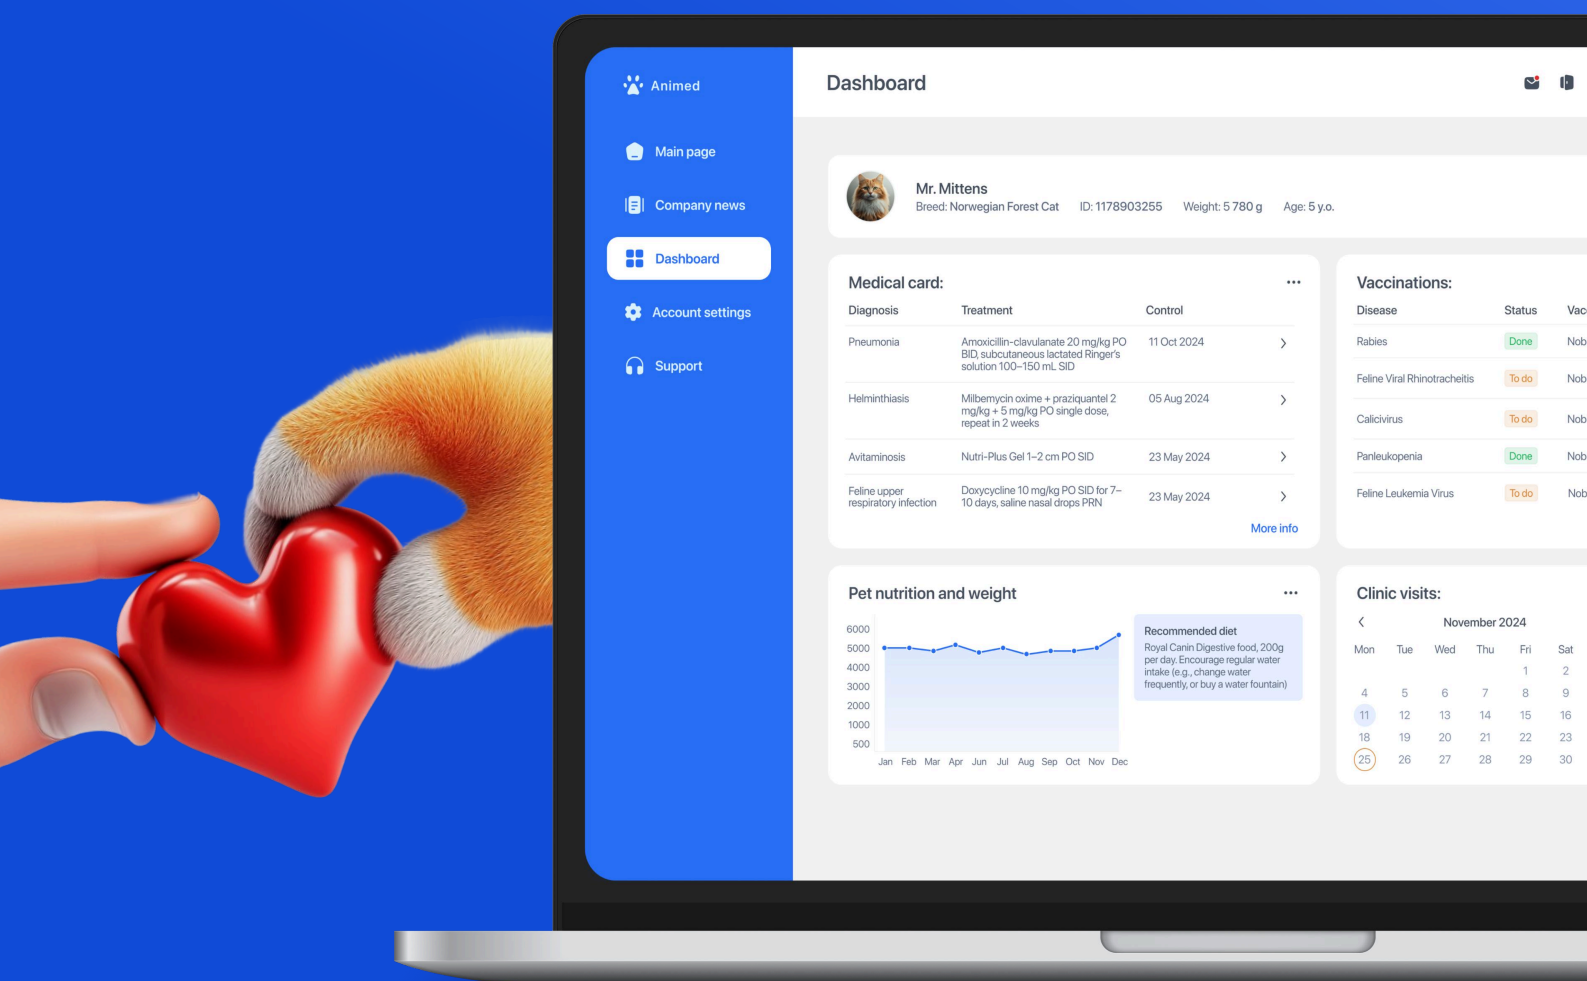 Animed
Main page
Company news
Dashboard
Account settings
Support
Dashboard
Mr. Mittens
Breed: Norwegian Forest Cat ID: 1178903255 Weight: 5 780 g Age: 5 y.o.
Medical card:
Diagnosis Treatment Control
Pneumonia Amoxicillin-clavulanate 20 mg/kg PO 11 Oct 2024
BID, subcutaneous lactated Ringer's
solution 100–150 mL SID
Helminthiasis Milbemycin oxime + praziquantel 2 05 Aug 2024
mg/kg + 5 mg/kg PO single dose,
repeat in 2 weeks
Avitaminosis Nutri-Plus Gel 1–2 cm PO SID 23 May 2024
Feline upper Doxycycline 10 mg/kg PO SID for 7–
respiratory infection 10 days, saline nasal drops PRN 23 May 2024
More info
Vaccinations:
Disease Status Vacc
Rabies Done Nob
Feline Viral Rhinotracheitis To do Nob
Calicivirus To do Nob
Panleukopenia Done Nob
Feline Leukemia Virus To do Nob
Pet nutrition and weight
6000
5000
4000
3000
2000
1000
500
Jan Feb Mar Apr Jun Jul Aug Sep Oct Nov Dec
Recommended diet
Royal Canin Digestive food, 200g
per day. Encourage regular water
intake (e.g., change water
frequently, or buy a water fountain)
Clinic visits:
November 2024
Mon Tue Wed Thu Fri Sat
1 2
4 5 6 7 8 9
11 12 13 14 15 16
18 19 20 21 22 23
25 26 27 28 29 30